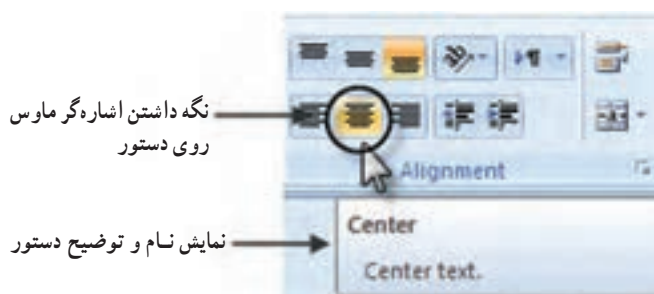 نگه داشتن اشاره‌گر ماوس
روی دستور
Alignment
نمایش نـام و توضیح دستور
Center
Center text.